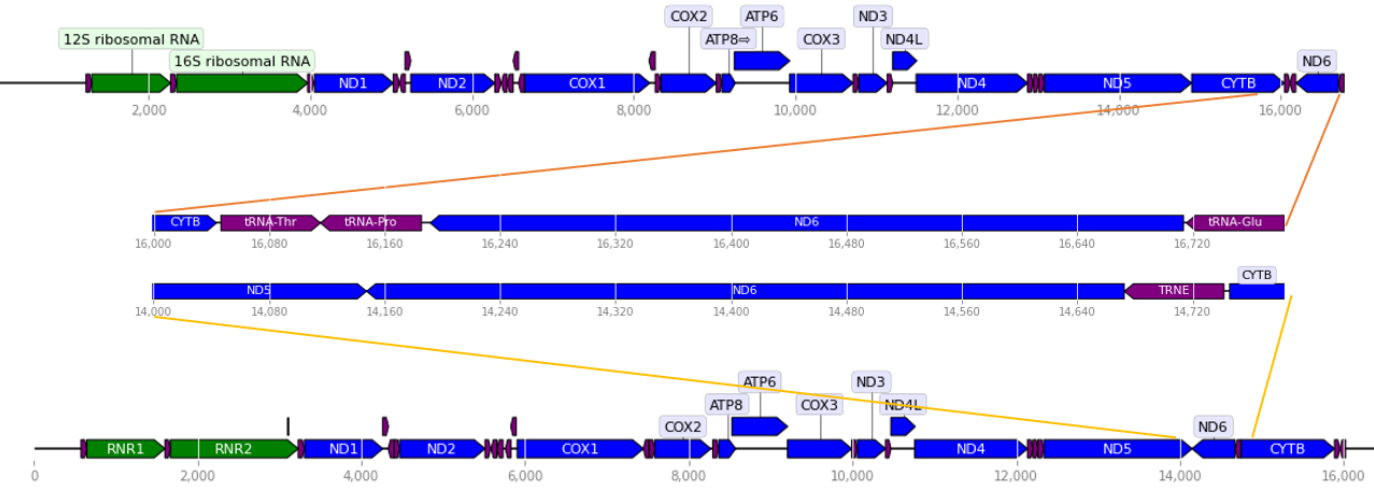 COX2 ATP6 ND3
12S ribosomal RNA ATP8⇨ COX3 ND4L
16S ribosomal RNA ND6
ND1 ND2 COX1 ND4 ND5 CYTB
2,000 4,000 6,000 8,000 10,000 12,000 14,000 16,000
CYTB tRNA-Thr tRNA-Pro ND6 tRNA-Glu
16,000 16,080 16,160 16,240 16,320 16,400 16,480 16,560 16,640 16,720
CYTB
ND5 ND6 TRNE
14,000 14,080 14,160 14,240 14,320 14,400 14,480 14,560 14,640 14,720
ATP6 ND3
ATP8 COX3 ND4L
COX2 ND6
RNR1 RNR2 ND1 ND2 COX1 ND4 ND5 CYTB
0 2,000 4,000 6,000 8,000 10,000 12,000 14,000 16,000